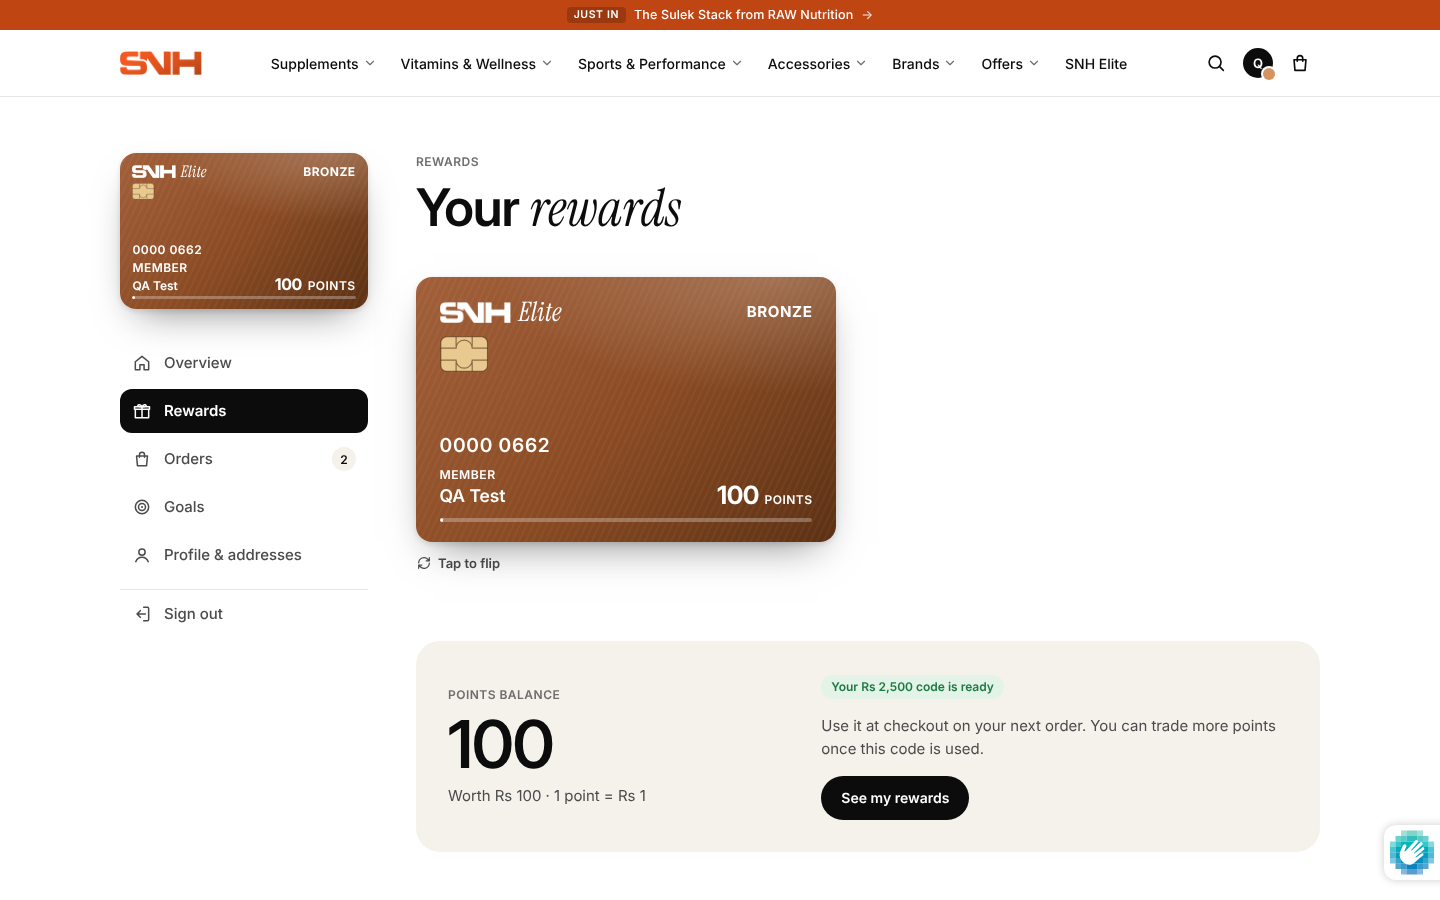 JUST IN The Sulek Stack from RAW Nutrition →
SNH
Supplements
Vitamins & Wellness
Sports & Performance
Accessories
Brands
Offers
SNH Elite
Q
SNH Elite
BRONZE
0000 0662
MEMBER
QA Test
100 POINTS
Overview
Rewards
Orders
2
Goals
Profile & addresses
Sign out
REWARDS
Your rewards
SNH Elite
BRONZE
0000 0662
MEMBER
QA Test
100 POINTS
Tap to flip
POINTS BALANCE
100
Worth Rs 100 · 1 point = Rs 1
Your Rs 2,500 code is ready
Use it at checkout on your next order. You can trade more points
once this code is used.
See my rewards